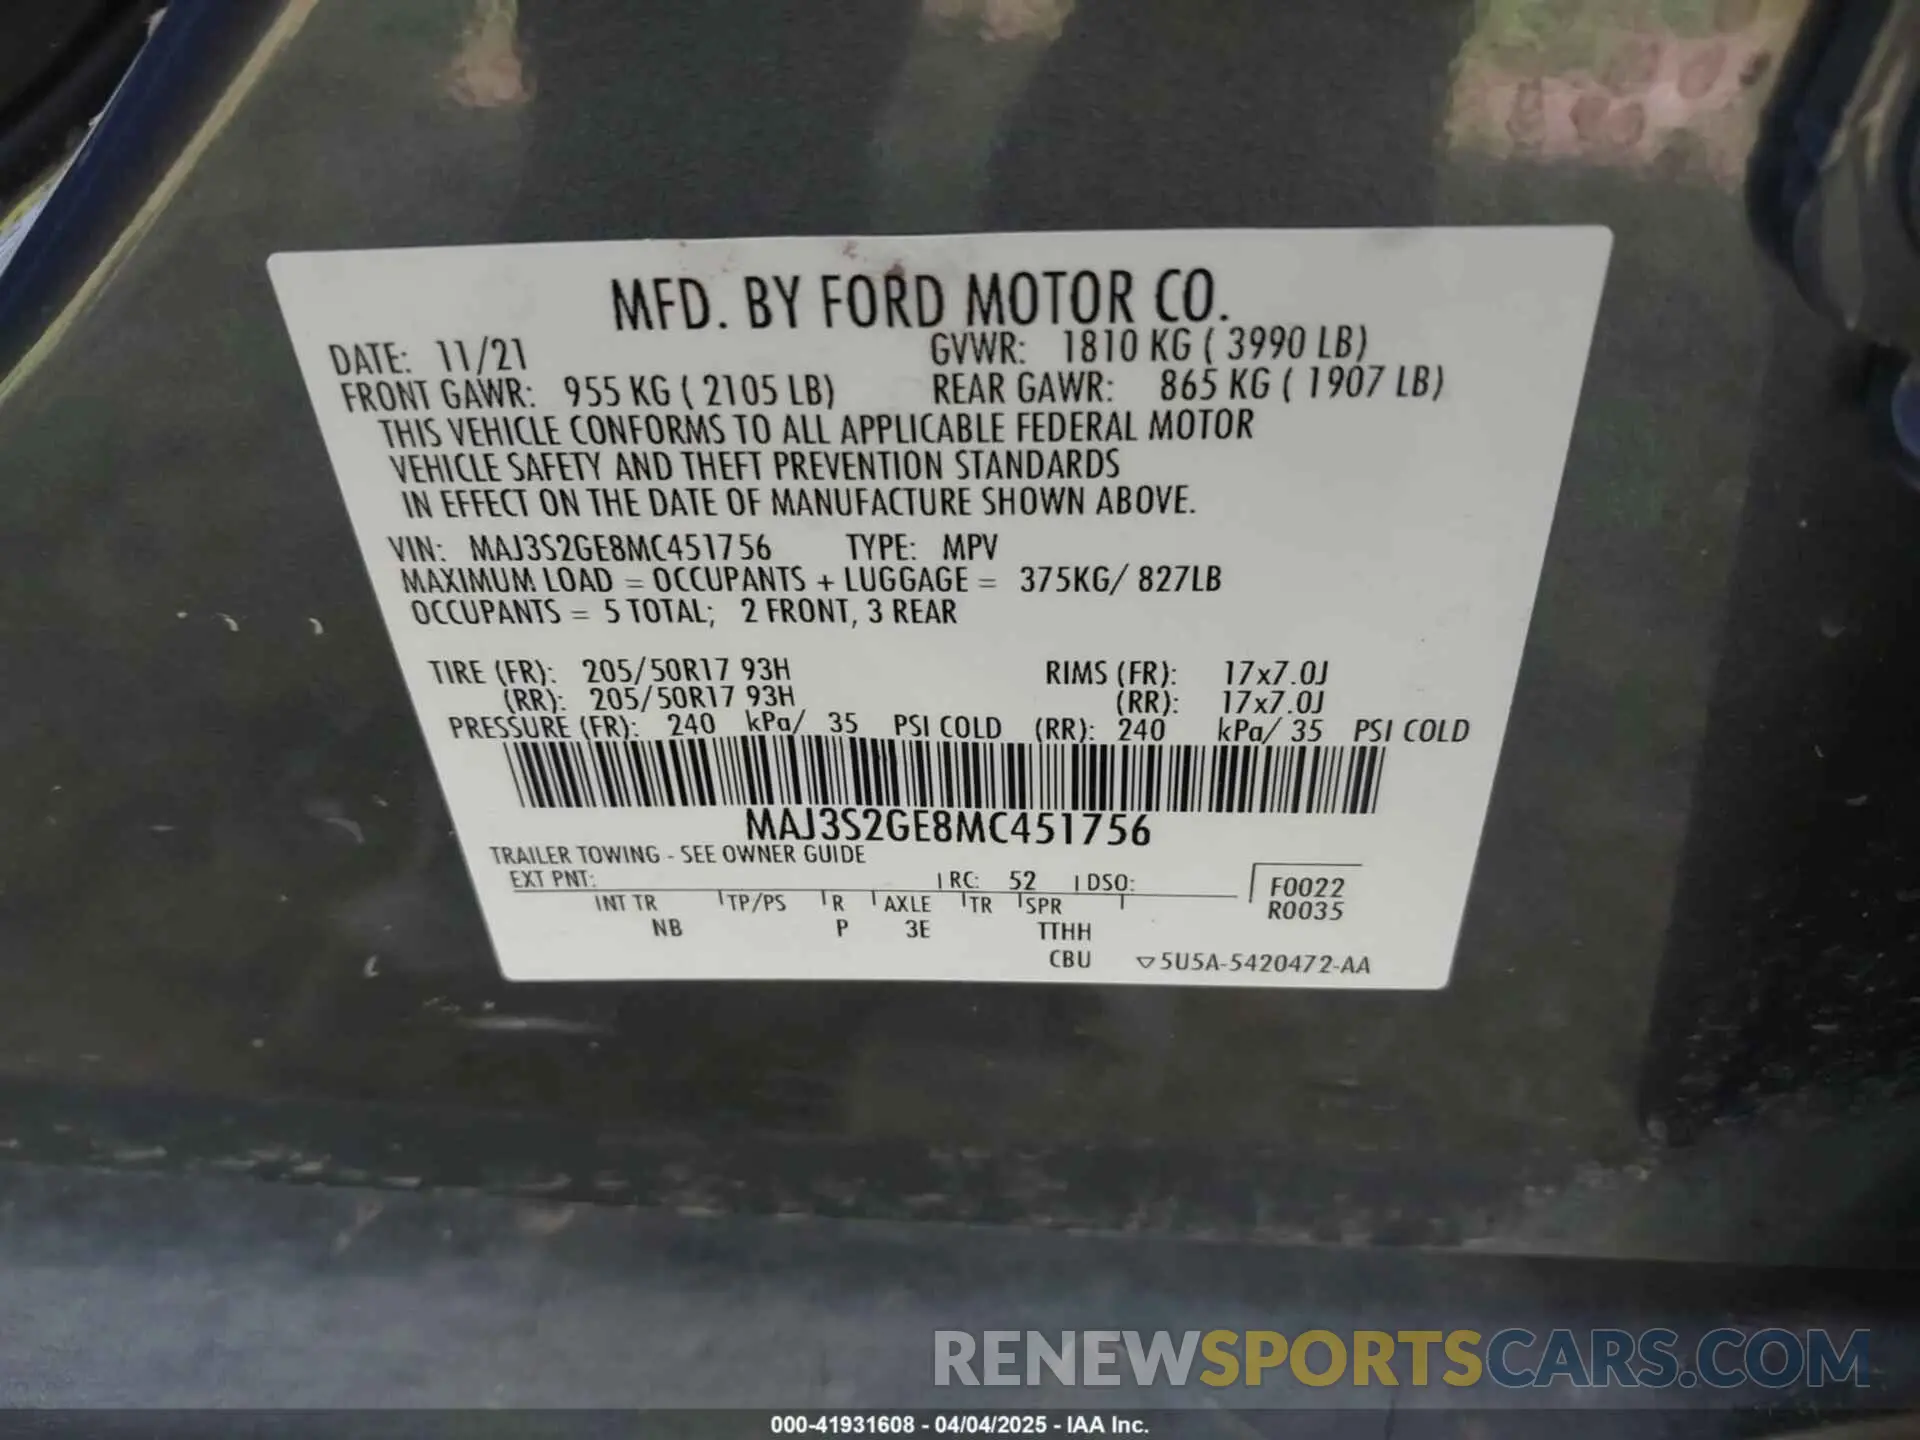 MFD. BY FORD MOTOR CO.
DATE: 11/21 GVWR: 1810 KG ( 3990 LB)
FRONT GAWR: 955 KG ( 2105 LB) REAR GAWR: 865 KG ( 1907 LB)
THIS VEHICLE CONFORMS TO ALL APPLICABLE FEDERAL MOTOR
VEHICLE SAFETY AND THEFT PREVENTION STANDARDS
IN EFFECT ON THE DATE OF MANUFACTURE SHOWN ABOVE.
VIN: MAJ3S2GE8MC451756 TYPE: MPV
MAXIMUM LOAD = OCCUPANTS + LUGGAGE = 375KG/ 827LB
OCCUPANTS = 5 TOTAL; 2 FRONT, 3 REAR
TIRE (FR): 205/50R17 93H RIMS (FR): 17x7.0J
(RR): 205/50R17 93H (RR): 17x7.0J
PRESSURE (FR): 240 kPa/ 35 PSI COLD (RR): 240 kPa/ 35 PSI COLD
MAJ3S2GE8MC451756
TRAILER TOWING - SEE OWNER GUIDE
EXT PNT: RC: 52 DSO: F0022
INT TR TP/PS R AXLE TR SPR R0035
NB P 3E TTHH
CBU ▽5U5A-5420472-AA
RENEWSPORTSCARS.COM
000-41931608 - 04/04/2025 - IAA Inc.